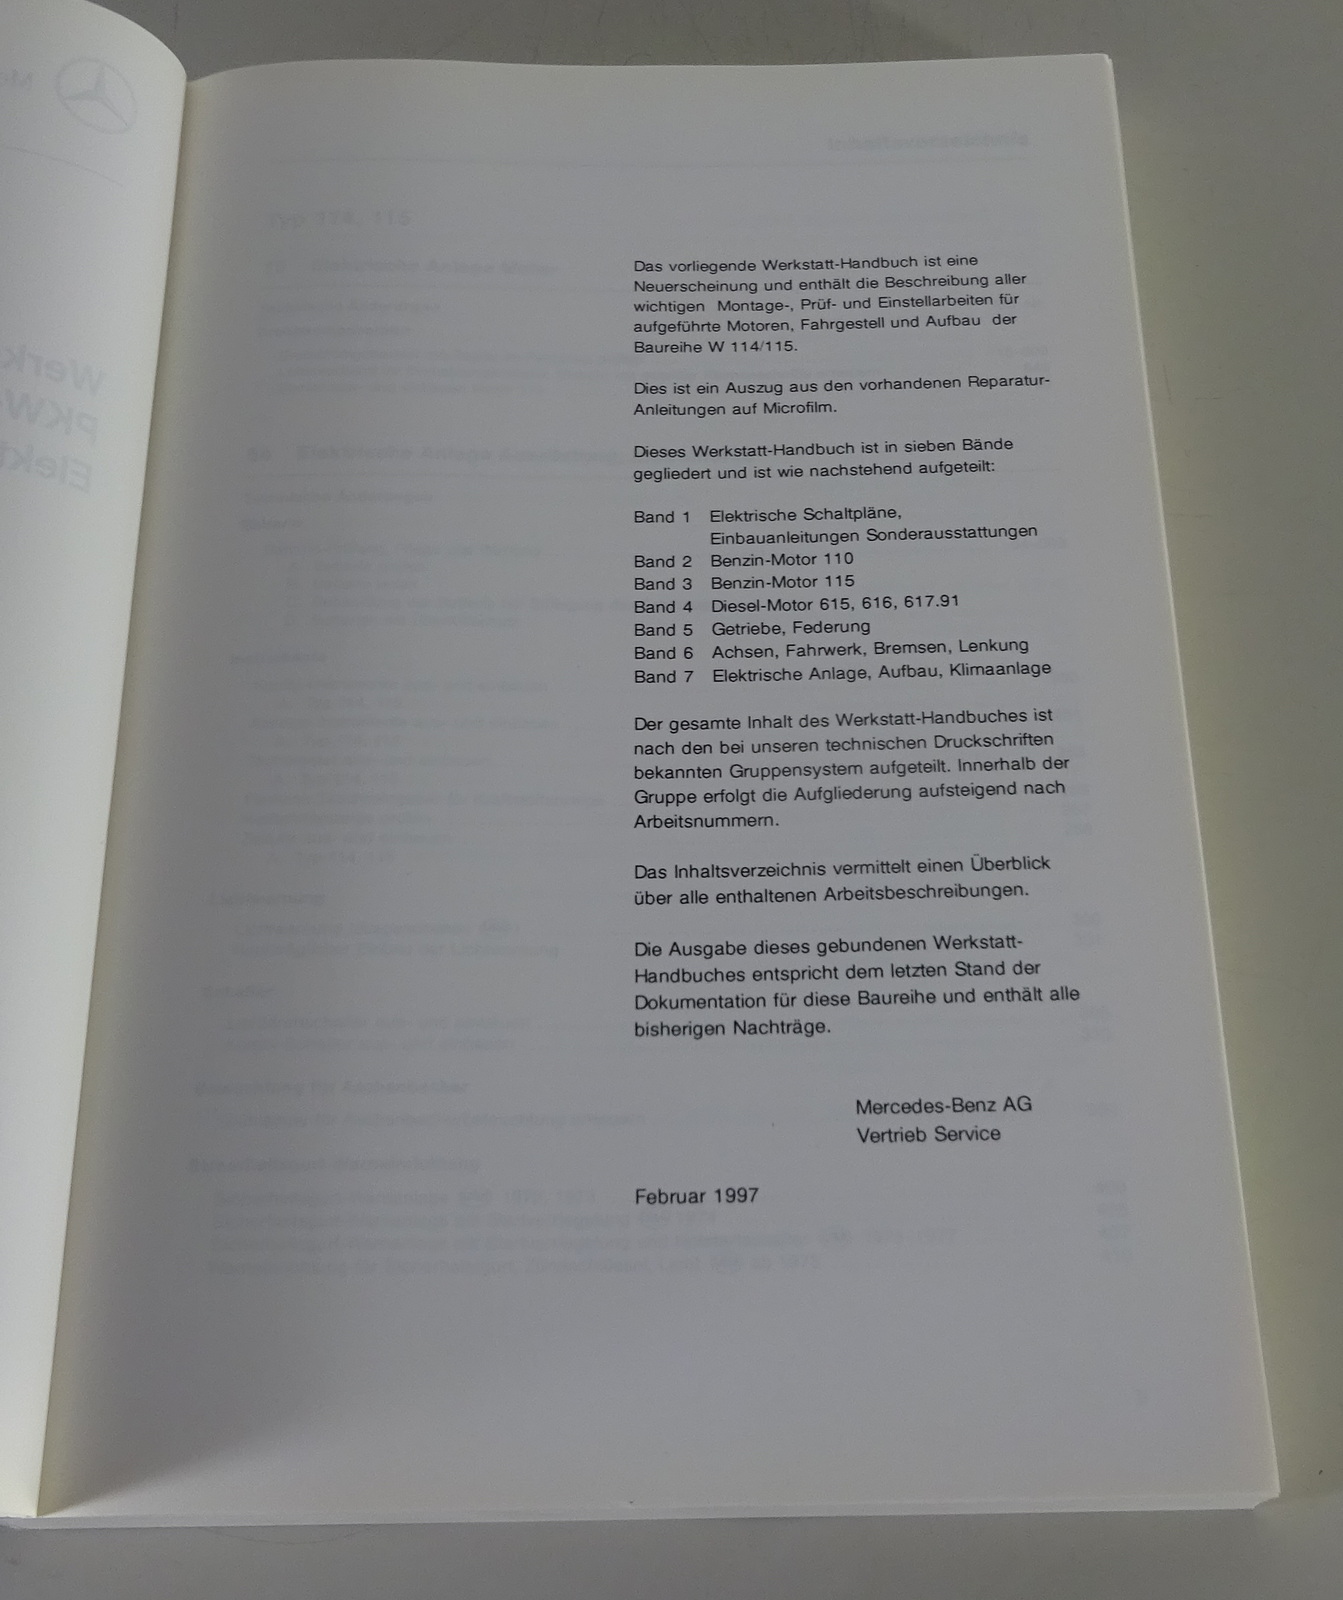 Das vorliegende Werkstatt-Handbuch ist eine
Neuerscheinung und enthält die Beschreibung aller
wichtigen Montage-, Prüf- und Einstellarbeiten für
aufgeführte Motoren, Fahrgestell und Aufbau der
Baureihe W 114/115.
Dies ist ein Auszug aus den vorhandenen Reparatur-
Anleitungen auf Microfilm.
Dieses Werkstatt-Handbuch ist in sieben Bände
gegliedert und ist wie nachstehend aufgeteilt:
Band 1 Elektrische Schaltpläne,
Einbauanleitungen Sonderausstattungen
Band 2 Benzin-Motor 110
Band 3 Benzin-Motor 115
Band 4 Diesel-Motor 615, 616, 617.91
Band 5 Getriebe, Federung
Band 6 Achsen, Fahrwerk, Bremsen, Lenkung
Band 7 Elektrische Anlage, Aufbau, Klimaanlage
Der gesamte Inhalt des Werkstatt-Handbuches ist
nach den bei unseren technischen Druckschriften
bekannten Gruppensystem aufgeteilt. Innerhalb der
Gruppe erfolgt die Aufgliederung aufsteigend nach
Arbeitsnummern.
Das Inhaltsverzeichnis vermittelt einen Überblick
über alle enthaltenen Arbeitsbeschreibungen.
Die Ausgabe dieses gebundenen Werkstatt-
Handbuches entspricht dem letzten Stand der
Dokumentation für diese Baureihe und enthält alle
bisherigen Nachträge.
Mercedes-Benz AG
Vertrieb Service
Februar 1997